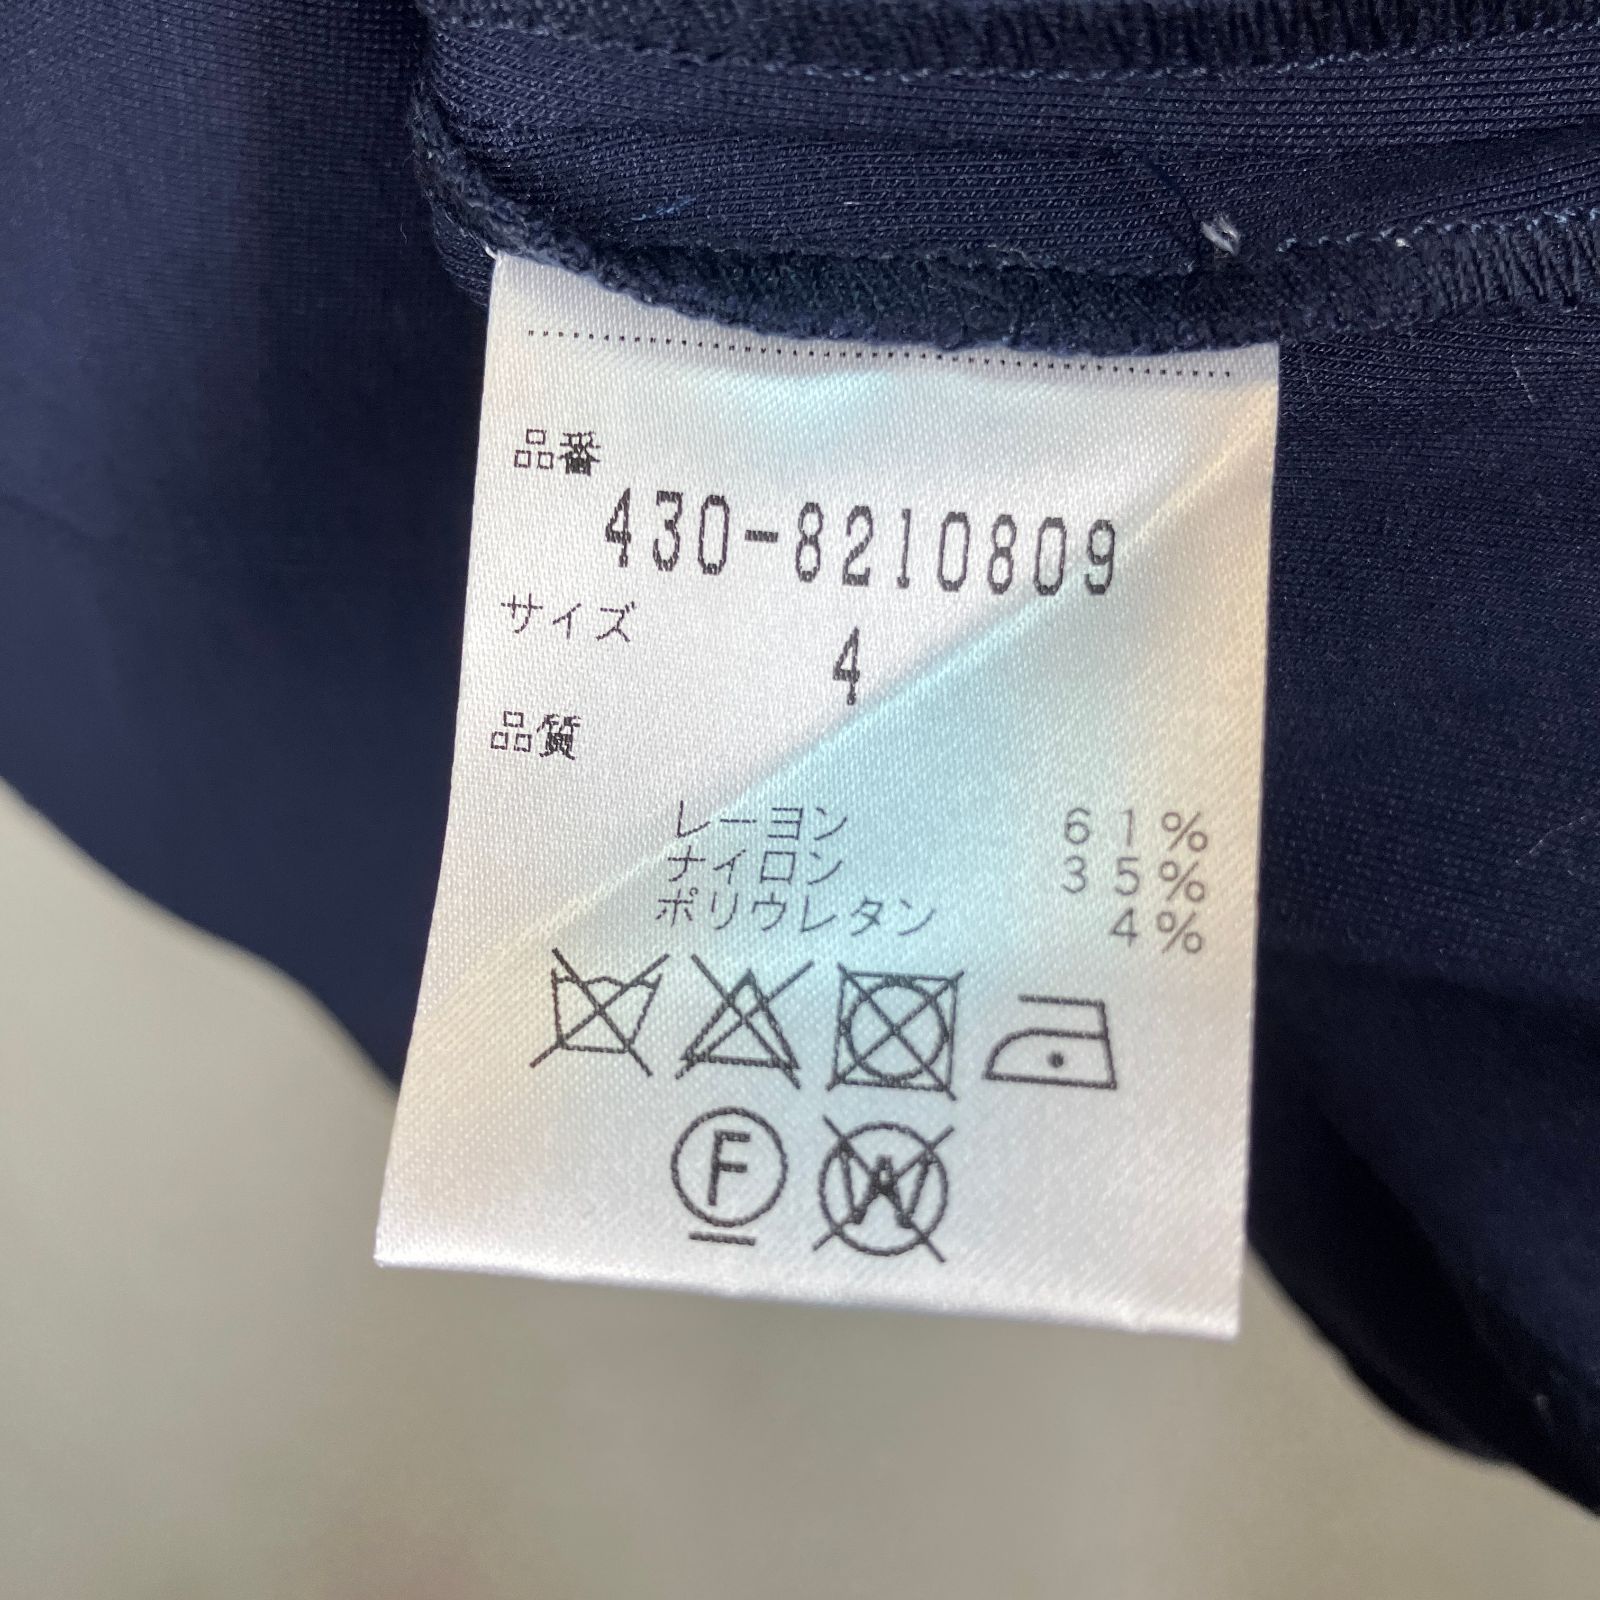 品番
430-8210809
サイズ
4
品質
レーヨン 61%
ナイロン 35%
ポリウレタン 4%
F W